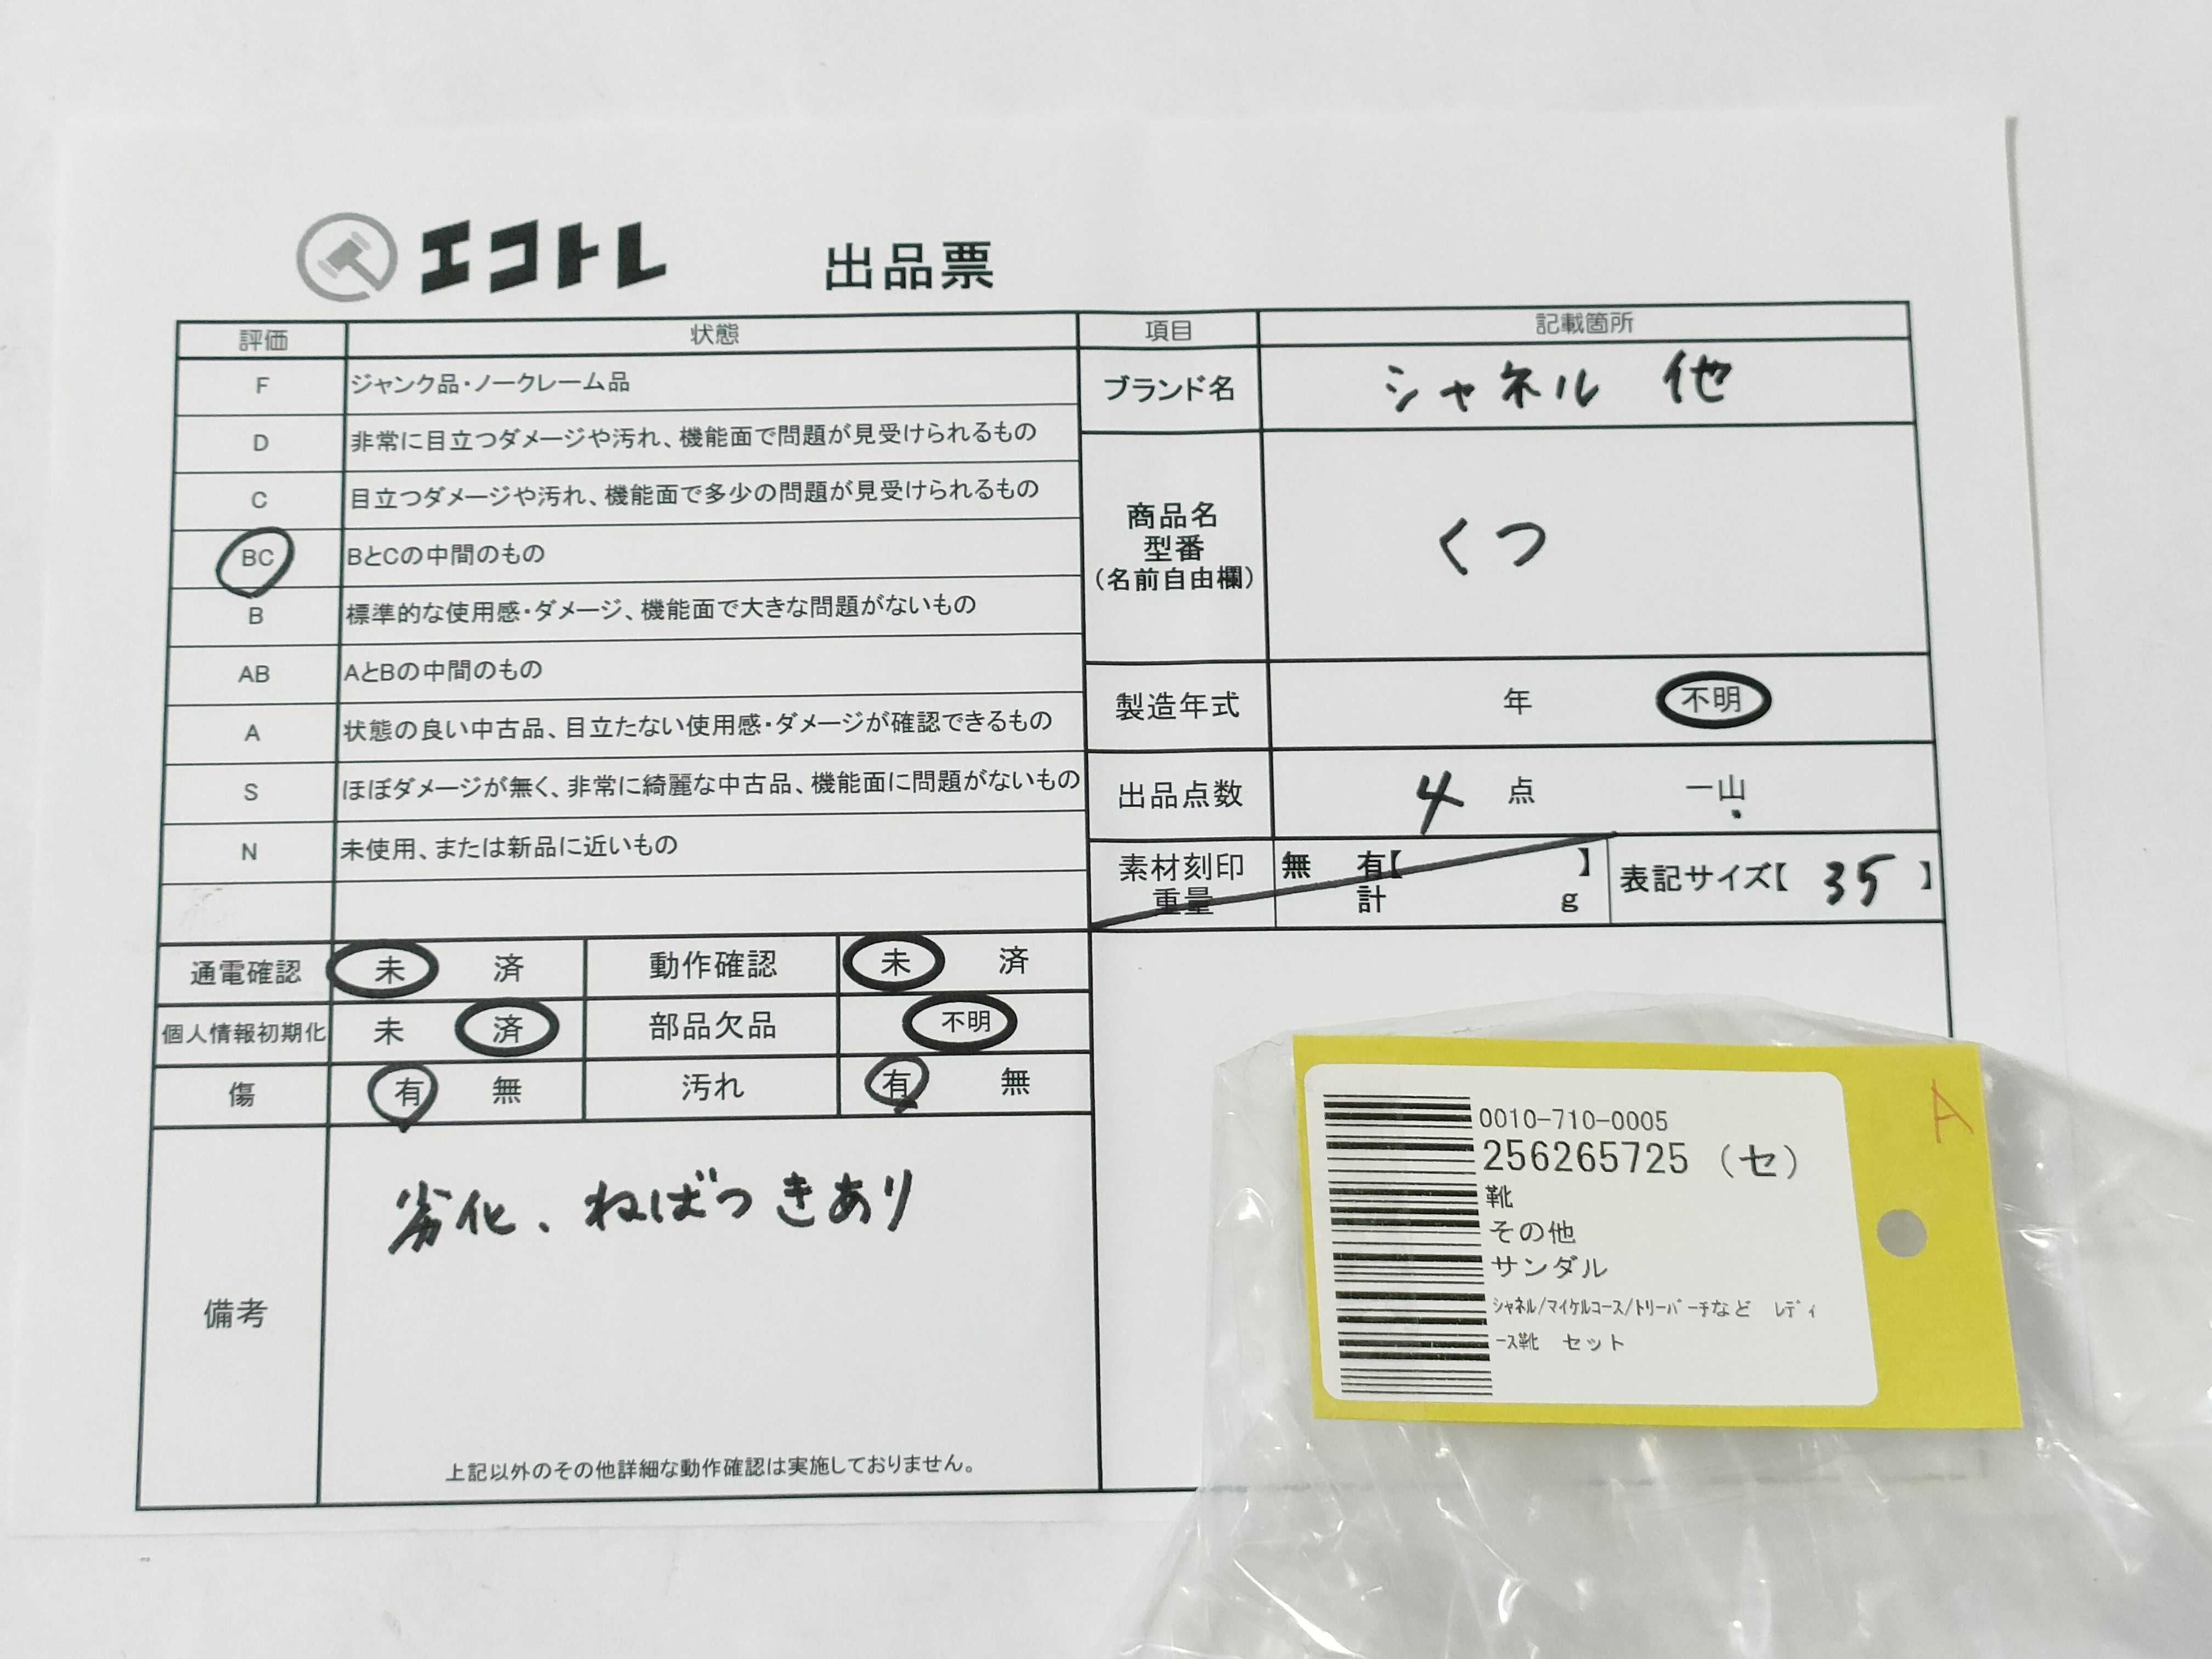 エコトレ 出品票
評価 状態
F ジャンク品・ノークレーム品
D 非常に目立つダメージや汚れ、機能面で問題が見受けられるもの
C 目立つダメージや汚れ、機能面で多少の問題が見受けられるもの
BC BとCの中間のもの
B 標準的な使用感・ダメージ、機能面で大きな問題がないもの
AB AとBの中間のもの
A 状態の良い中古品、目立たない使用感・ダメージが確認できるもの
S ほぼダメージが無く、非常に綺麗な中古品、機能面に問題がないもの
N 未使用、または新品に近いもの
通電確認 未 済 動作確認 未 済
個人情報初期化 未 済 部品欠品 不明
傷 有 無 汚れ 有 無
備考
劣化、ねばつきあり
上記以外のその他詳細な動作確認は実施しておりません。
項目 記載箇所
ブランド名 シャネル 他
商品名
型番
(名前自由欄)
くつ
製造年式 年 不明
出品点数 4 点 一山
素材刻印 無 有【 】
重量 計 g
表記サイズ【 35 】
0010-710-0005
256265725 (セ)
靴
その他
サンダル
ｼｬﾈﾙ/ﾏｲｹﾙｺｰｽ/ﾄﾘｰﾊﾞｰﾁなど ﾚﾃﾞｨ
ｰｽ靴 セット
A